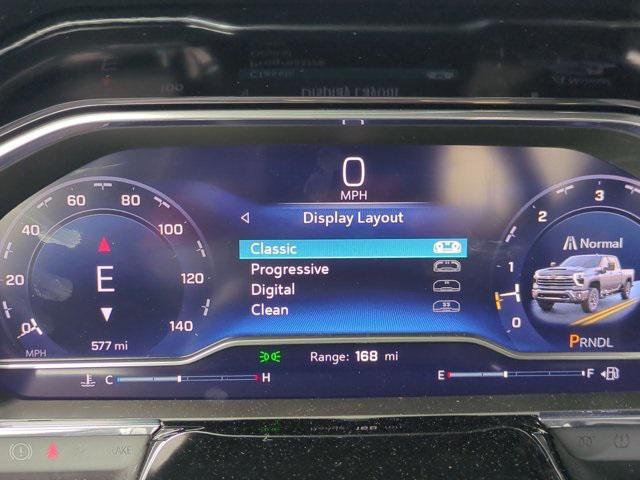 0
MPH
Display Layout
Classic
Progressive
Digital
Clean
0 20 40 60 80 100 120 140
MPH
E
577 mi
0 1 2 3
Normal
PRNDL
Range: 168 mi
C H
E F